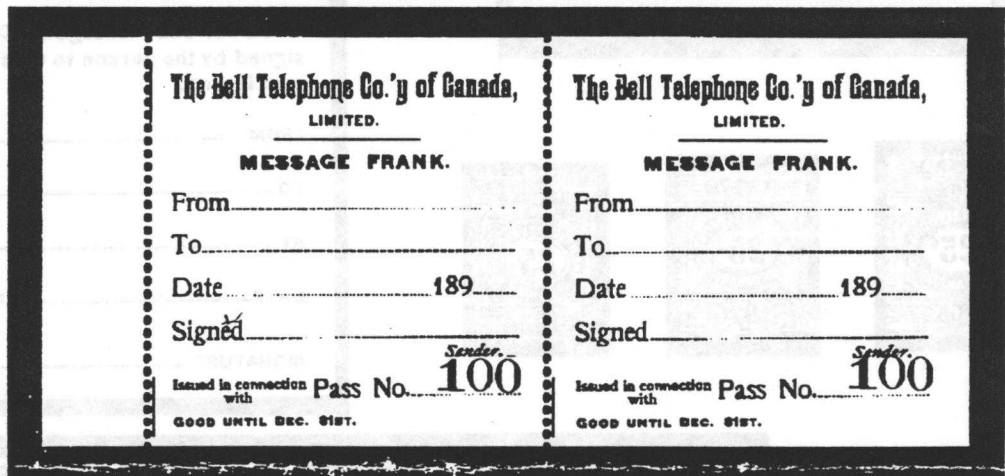 The Bell Telephone Co.'y of Canada,
LIMITED.
MESSAGE FRANK.
From
To
Date 189
Signed
Sender.
Issued in connection with Pass No. 100
GOOD UNTIL DEC. 31ST.
The Bell Telephone Co.'y of Canada,
LIMITED.
MESSAGE FRANK.
From
To
Date 189
Signed
Sender.
Issued in connection with Pass No. 100
GOOD UNTIL DEC. 31ST.